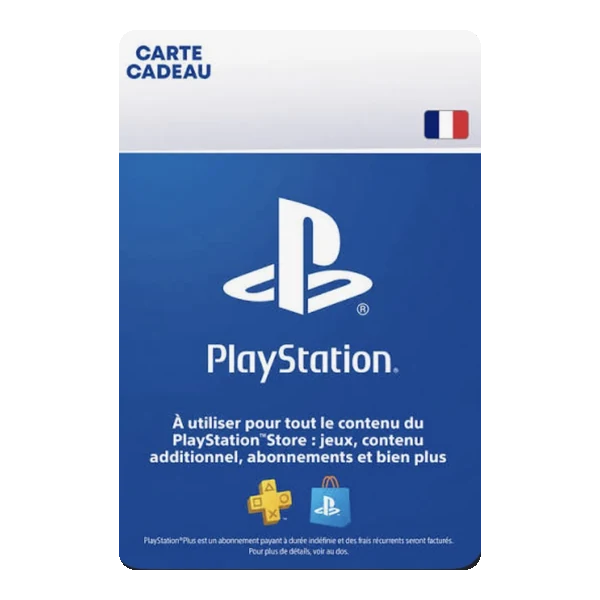 CARTE
CADEAU
PlayStation®
À utiliser pour tout le contenu du
PlayStation™Store : jeux, contenu
additionnel, abonnements et bien plus
PlayStation®Plus est un abonnement payant à durée indéfinie et des frais récurrents seront facturés.
Pour plus de détails, voir au dos.